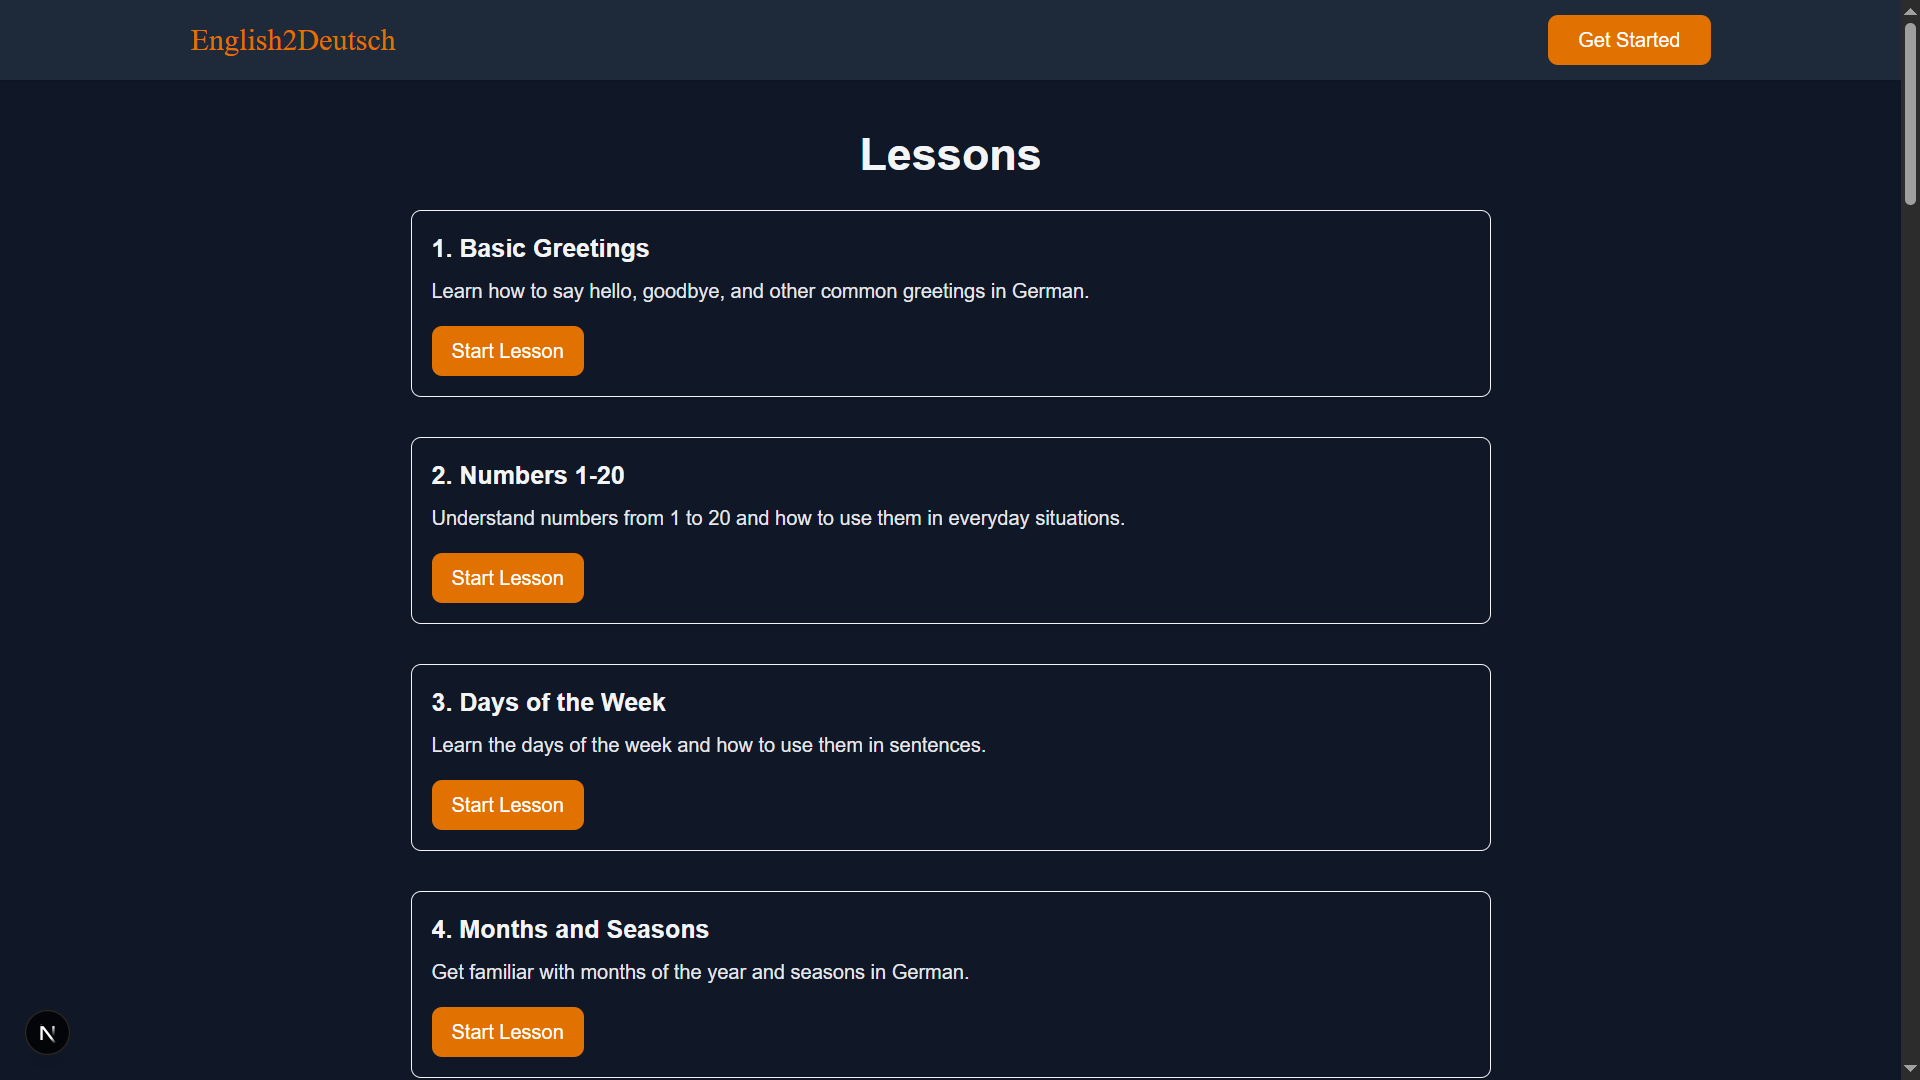 English2Deutsch
Get Started
Lessons
1. Basic Greetings
Learn how to say hello, goodbye, and other common greetings in German.
Start Lesson
2. Numbers 1-20
Understand numbers from 1 to 20 and how to use them in everyday situations.
Start Lesson
3. Days of the Week
Learn the days of the week and how to use them in sentences.
Start Lesson
4. Months and Seasons
Get familiar with months of the year and seasons in German.
Start Lesson
N